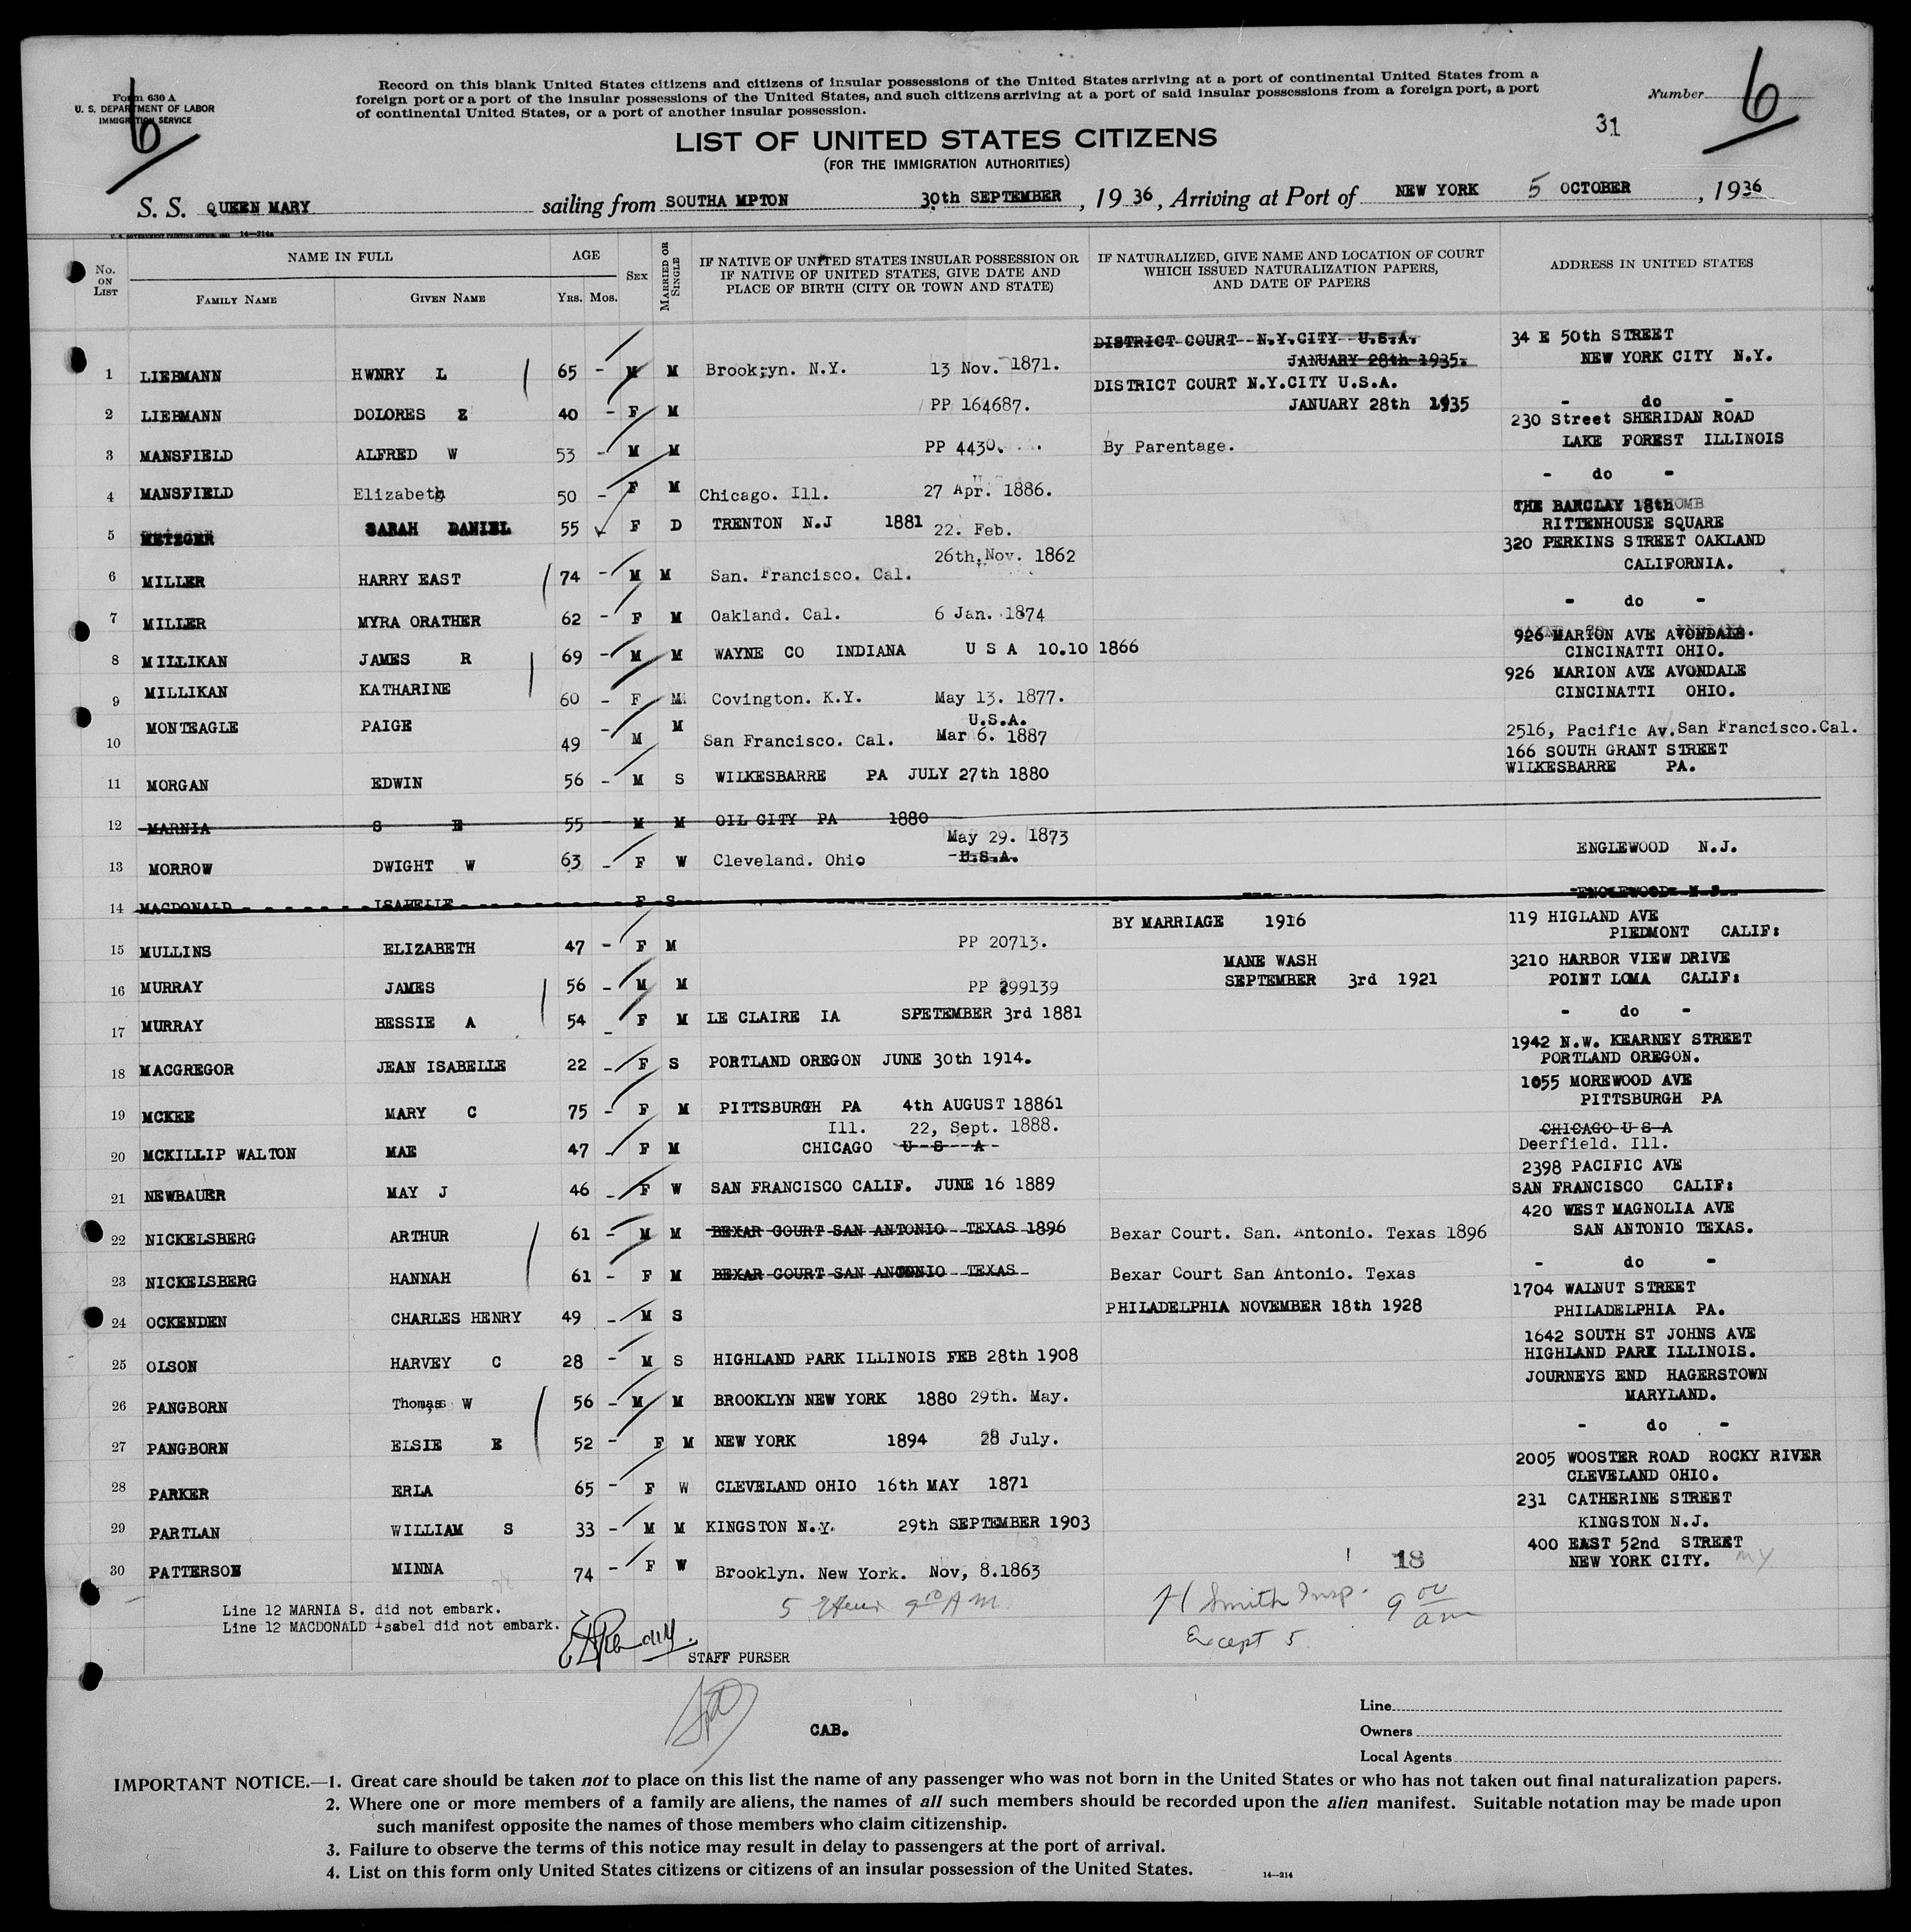 Form 630 A
U. S. DEPARTMENT OF LABOR
IMMIGRATION SERVICE
6
Record on this blank United States citizens and citizens of insular possessions of the United States arriving at a port of continental United States from a
foreign port or a port of the insular possessions of the United States, and such citizens arriving at a port of said insular possessions from a foreign port, a port
of continental United States, or a port of another insular possession.
Number 6
31
LIST OF UNITED STATES CITIZENS
(FOR THE IMMIGRATION AUTHORITIES)
S. S. QUEEN MARY sailing from SOUTHA MPTON 30th SEPTEMBER , 19 36 , Arriving at Port of NEW YORK 5 OCTOBER , 19 36
U. S. GOVERNMENT PRINTING OFFICE, 1931 14—214a
No. ON LIST
NAME IN FULL
FAMILY NAME GIVEN NAME
AGE
YRS. MOS.
SEX
MARRIED OR SINGLE
IF NATIVE OF UNITED STATES INSULAR POSSESSION OR
IF NATIVE OF UNITED STATES, GIVE DATE AND
PLACE OF BIRTH (CITY OR TOWN AND STATE)
IF NATURALIZED, GIVE NAME AND LOCATION OF COURT
WHICH ISSUED NATURALIZATION PAPERS,
AND DATE OF PAPERS
ADDRESS IN UNITED STATES
DISTRICT COURT N.Y.CITY U.S.A. 34 E 50th STREET
JANUARY 28th 1935. NEW YORK CITY N.Y.
1 LIEBMANN HWNRY L 65 - M M Brook;yn. N.Y. 13 Nov. 1871.
DISTRICT COURT N.Y.CITY U.S.A.
2 LIEBMANN DOLORES Z 40 - F M PP 164687. JANUARY 28th 1935 - do -
230 Street SHERIDAN ROAD
3 MANSFIELD ALFRED W 53 - M M PP 4430. By Parentage. LAKE FOREST ILLINOIS
4 MANSFIELD Elizabeth 50 - F M Chicago. Ill. 27 Apr. 1886. - do -
THE BARCLAY 18th
5 METZGER SARAH DANIEL 55 F D TRENTON N.J 1881 22. Feb. RITTENHOUSE SQUARE
26th.Nov. 1862 320 PERKINS STREET OAKLAND
6 MILLER HARRY EAST 74 - M M San. Francisco. Cal. CALIFORNIA.
7 MILLER MYRA ORATHER 62 - F M Oakland. Cal. 6 Jan. 1874 - do -
926 MARION AVE AVONDALE.
8 MILLIKAN JAMES R 69 - M M WAYNE CO INDIANA U S A 10.10 1866 CINCINATTI OHIO.
926 MARION AVE AVONDALE
9 MILLIKAN KATHARINE 60 - F M. Covington. K.Y. May 13. 1877. CINCINATTI OHIO.
U.S.A.
10 MONTEAGLE PAIGE 49 - M M San Francisco. Cal. Mar 6. 1887 2516, Pacific Av.San Francisco.Cal.
166 SOUTH GRANT STREET
11 MORGAN EDWIN 56 - M S WILKESBARRE PA JULY 27th 1880 WILKESBARRE PA.
12 MARNIA S E 55 M M OIL CITY PA 1880
May 29. 1873
13 MORROW DWIGHT W 63 - F W Cleveland. Ohio U.S.A. ENGLEWOOD N.J.
14 MACDONALD ISABELLE F S ENGLEWOOD N J
BY MARRIAGE 1916 119 HIGLAND AVE
15 MULLINS ELIZABETH 47 - F M PP 20713. PIEDMONT CALIF:
MANE WASH 3210 HARBOR VIEW DRIVE
16 MURRAY JAMES 56 - M M PP 299139 SEPTEMBER 3rd 1921 POINT LOMA CALIF:
17 MURRAY BESSIE A 54 - F M LE CLAIRE IA SPETEMBER 3rd 1881 - do -
1942 N.W. KEARNEY STREET
18 MACGREGOR JEAN ISABELLE 22 - F S PORTLAND OREGON JUNE 30th 1914. PORTLAND OREGON.
1055 MOREWOOD AVE
19 MCKEE MARY C 75 - F M PITTSBURGH PA 4th AUGUST 18861 PITTSBURGH PA
Ill. 22, Sept. 1888. CHICAGO U S A
20 MCKILLIP WALTON MAE 47 - F M CHICAGO U S A Deerfield. Ill.
2398 PACIFIC AVE
21 NEWBAUER MAY J 46 - F W SAN FRANCISCO CALIF. JUNE 16 1889 SAN FRANCISCO CALIF:
420 WEST MAGNOLIA AVE
22 NICKELSBERG ARTHUR 61 - M M BEXAR COURT SAN ANTONIO TEXAS 1896 Bexar Court. San. Antonio. Texas 1896 SAN ANTONIO TEXAS.
23 NICKELSBERG HANNAH 61 - F M BEXAR COURT SAN ANTONIO TEXAS Bexar Court San Antonio. Texas - do -
1704 WALNUT STREET
24 OCKENDEN CHARLES HENRY 49 - M S PHILADELPHIA NOVEMBER 18th 1928 PHILADELPHIA PA.
1642 SOUTH ST JOHNS AVE
25 OLSON HARVEY C 28 - M S HIGHLAND PARK ILLINOIS FEB 28th 1908 HIGHLAND PARK ILLINOIS.
JOURNEYS END HAGERSTOWN
26 PANGBORN Thomas W 56 - M M BROOKLYN NEW YORK 1880 29th. May. MARYLAND.
27 PANGBORN ELSIE E 52 - F M NEW YORK 1894 28 July. - do -
2005 WOOSTER ROAD ROCKY RIVER
28 PARKER ERLA 65 - F W CLEVELAND OHIO 16th MAY 1871 CLEVELAND OHIO.
231 CATHERINE STREET
29 PARTLAN WILLIAM S 33 - M M KINGSTON N.Y. 29th SEPTEMBER 1903 KINGSTON N.J.
400 EAST 52nd STREET
30 PATTERSON MINNA 74 - F W Brooklyn. New York. Nov, 8.1863 18 NEW YORK CITY. NY
Line 12 MARNIA S. did not embark.
Line 12 MACDONALD Isabel did not embark.
5 9 10 A M
H Smith Insp. 9 00 am
Except 5
STAFF PURSER
CAB.
Line
Owners
Local Agents
IMPORTANT NOTICE.—1. Great care should be taken not to place on this list the name of any passenger who was not born in the United States or who has not taken out final naturalization papers.
2. Where one or more members of a family are aliens, the names of all such members should be recorded upon the alien manifest. Suitable notation may be made upon
such manifest opposite the names of those members who claim citizenship.
3. Failure to observe the terms of this notice may result in delay to passengers at the port of arrival.
4. List on this form only United States citizens or citizens of an insular possession of the United States.
14—214